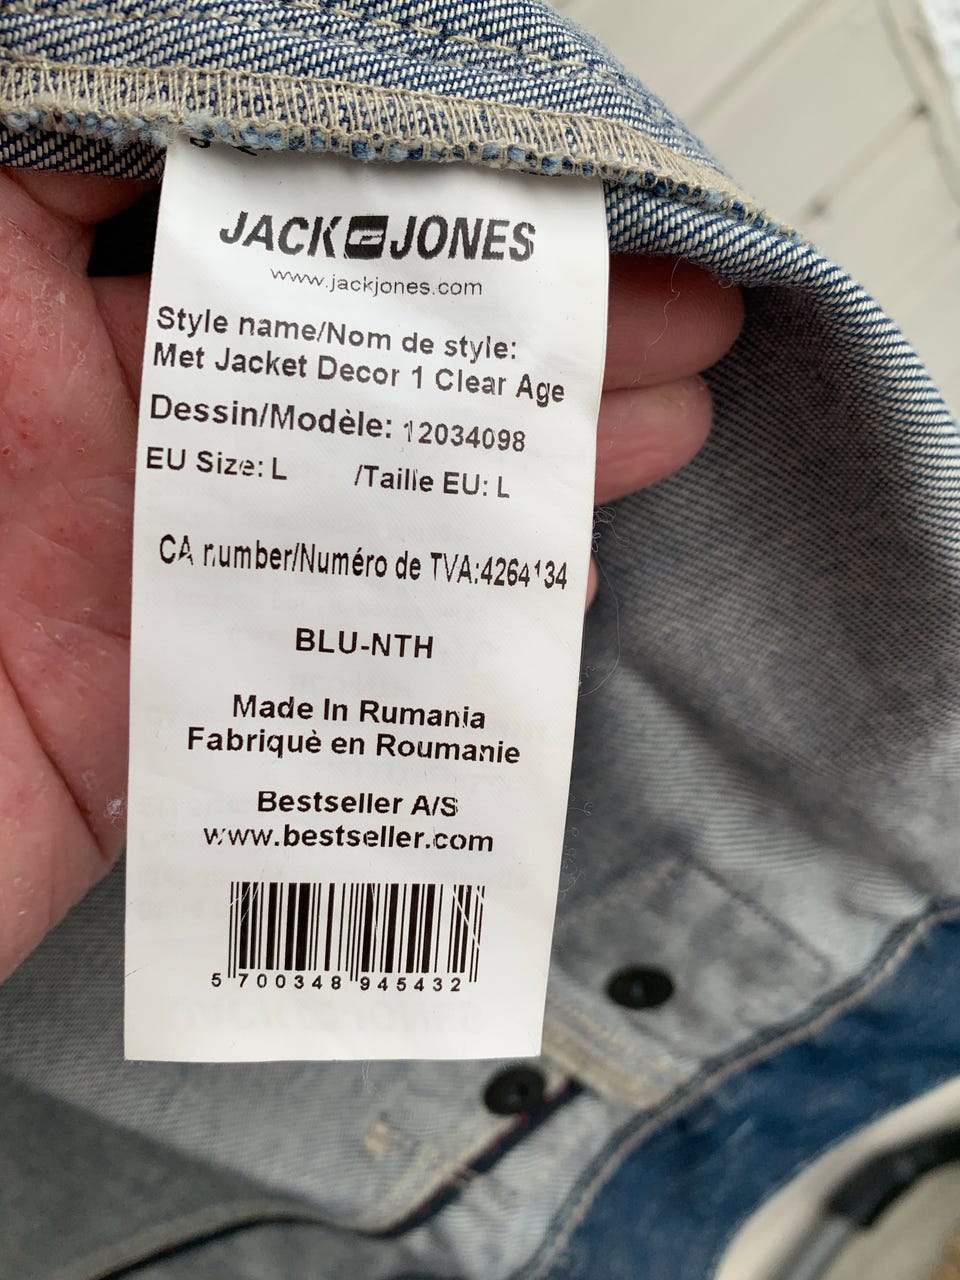 JACK JONES
www.jackjones.com
Style name/Nom de style:
Met Jacket Decor 1 Clear Age
Dessin/Modèle: 12034098
EU Size: L /Taille EU: L
CA number/Numéro de TVA:4264134
BLU-NTH
Made In Rumania
Fabriquè en Roumanie
Bestseller A/S
www.bestseller.com
5 700348 945432